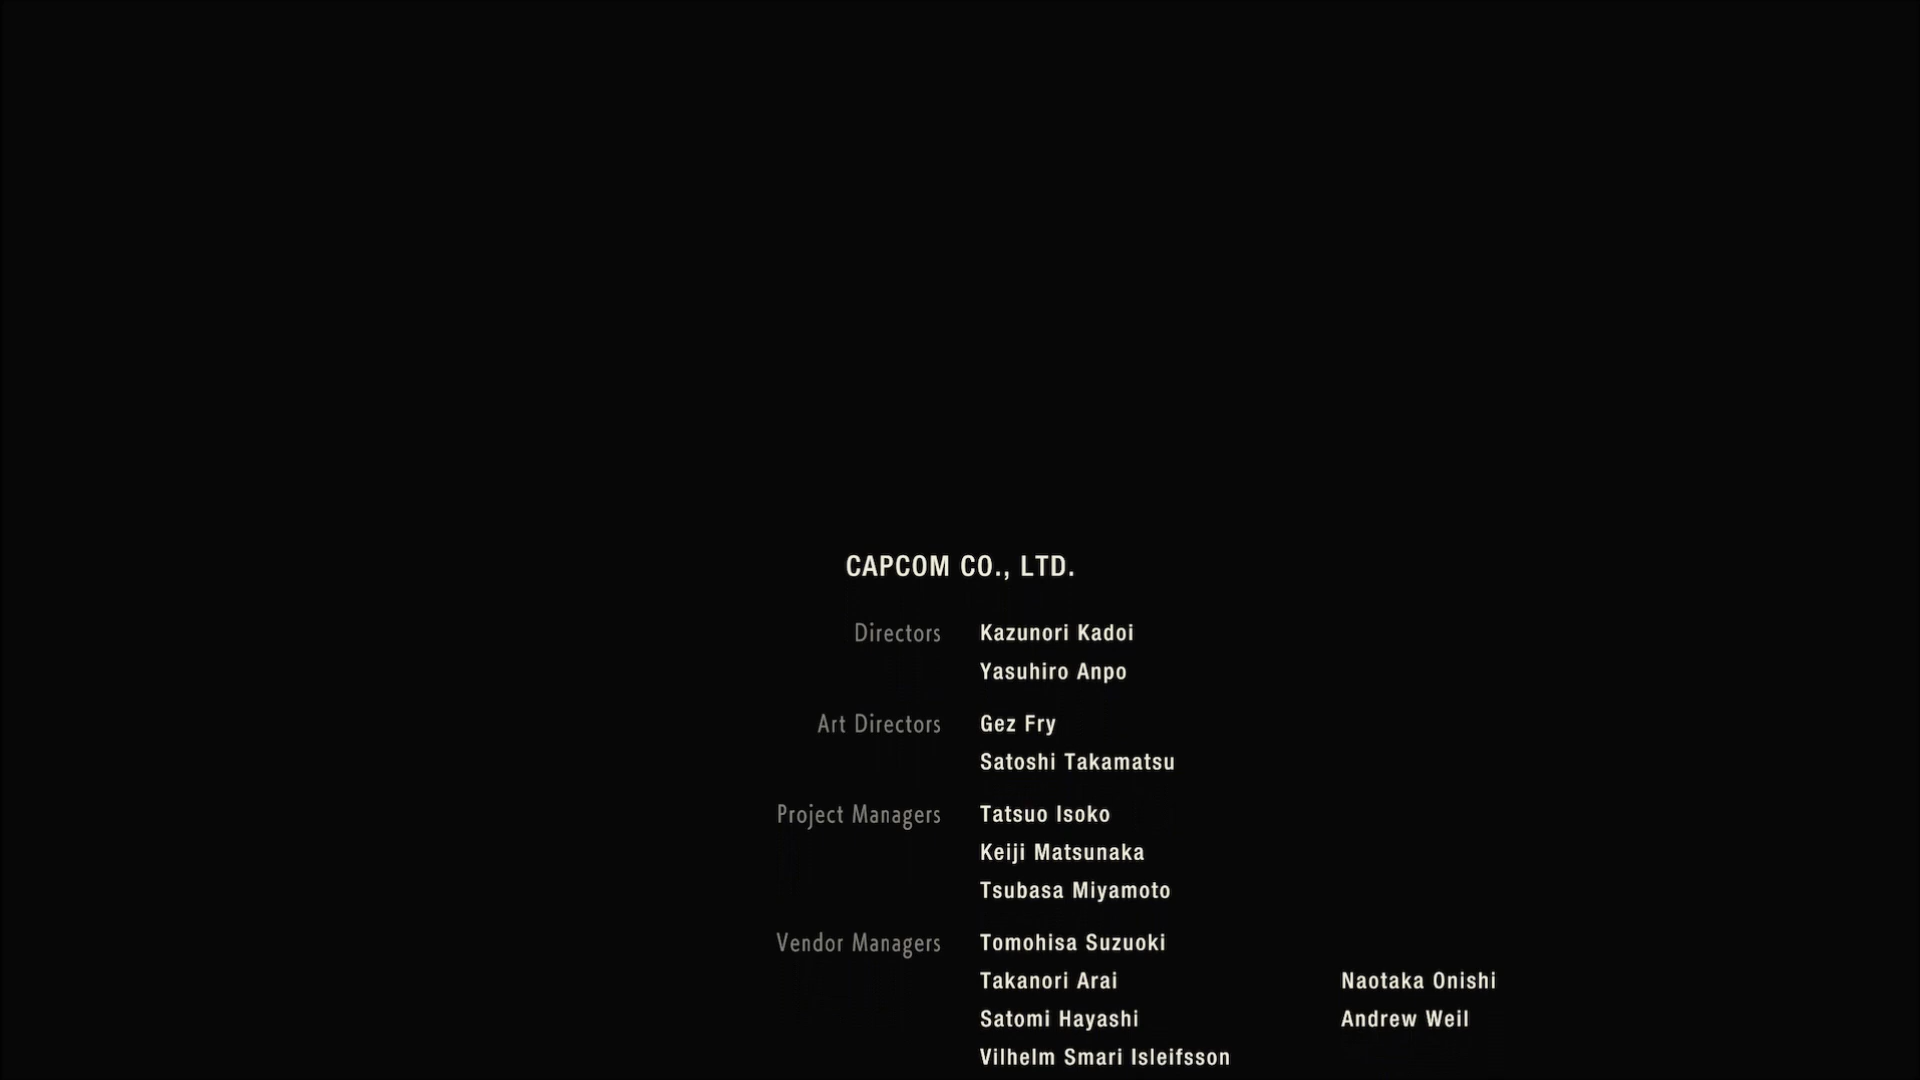 CAPCOM CO., LTD.
Directors Kazunori Kadoi
Yasuhiro Anpo
Art Directors Gez Fry
Satoshi Takamatsu
Project Managers Tatsuo Isoko
Keiji Matsunaka
Tsubasa Miyamoto
Vendor Managers Tomohisa Suzuoki
Takanori Arai Naotaka Onishi
Satomi Hayashi Andrew Weil
Vilhelm Smari Isleifsson